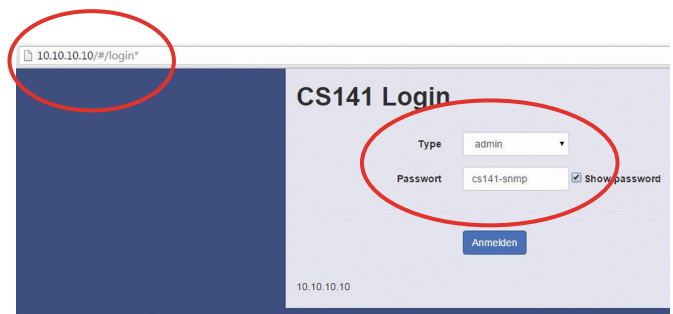 10.10.10.10/#/login*
CS141 Login
Type admin
Passwort cs141-snmp Show password
Anmelden
10.10.10.10